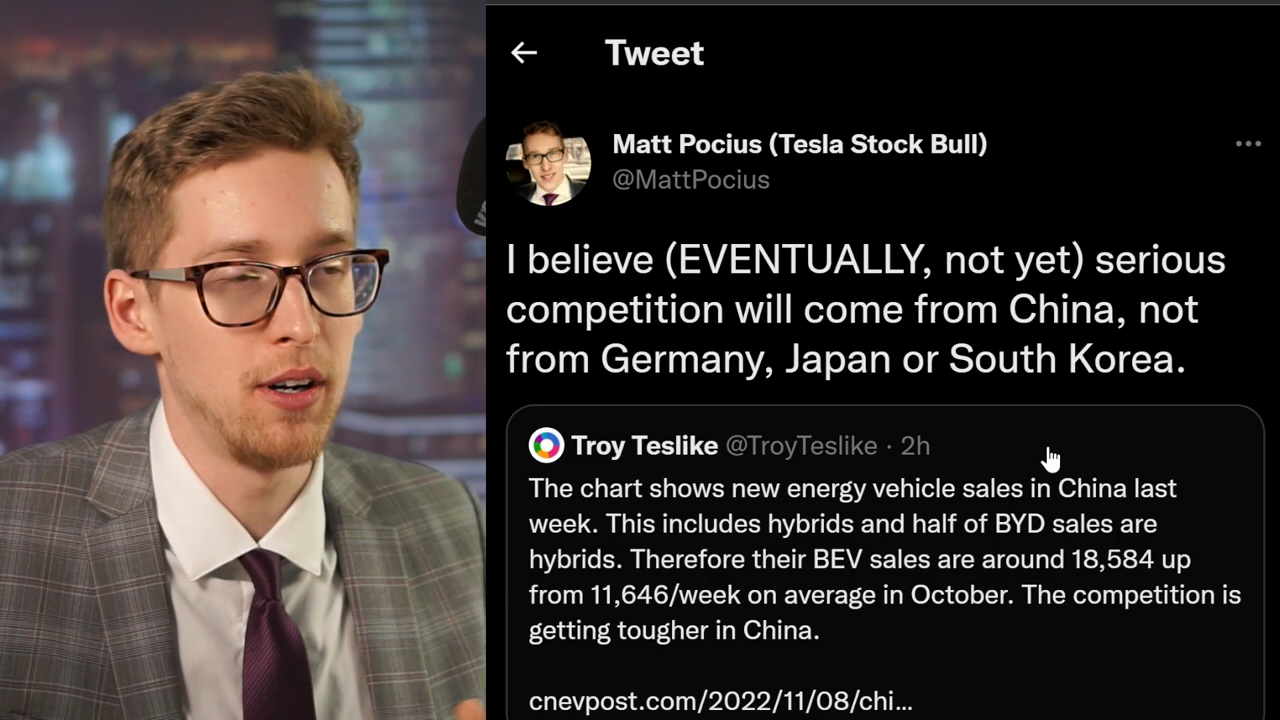 Tweet
Matt Pocius (Tesla Stock Bull)
@MattPocius
I believe (EVENTUALLY, not yet) serious
competition will come from China, not
from Germany, Japan or South Korea.
Troy Teslike @TroyTeslike · 2h
The chart shows new energy vehicle sales in China last
week. This includes hybrids and half of BYD sales are
hybrids. Therefore their BEV sales are around 18,584 up
from 11,646/week on average in October. The competition is
getting tougher in China.
cnevpost.com/2022/11/08/chi...